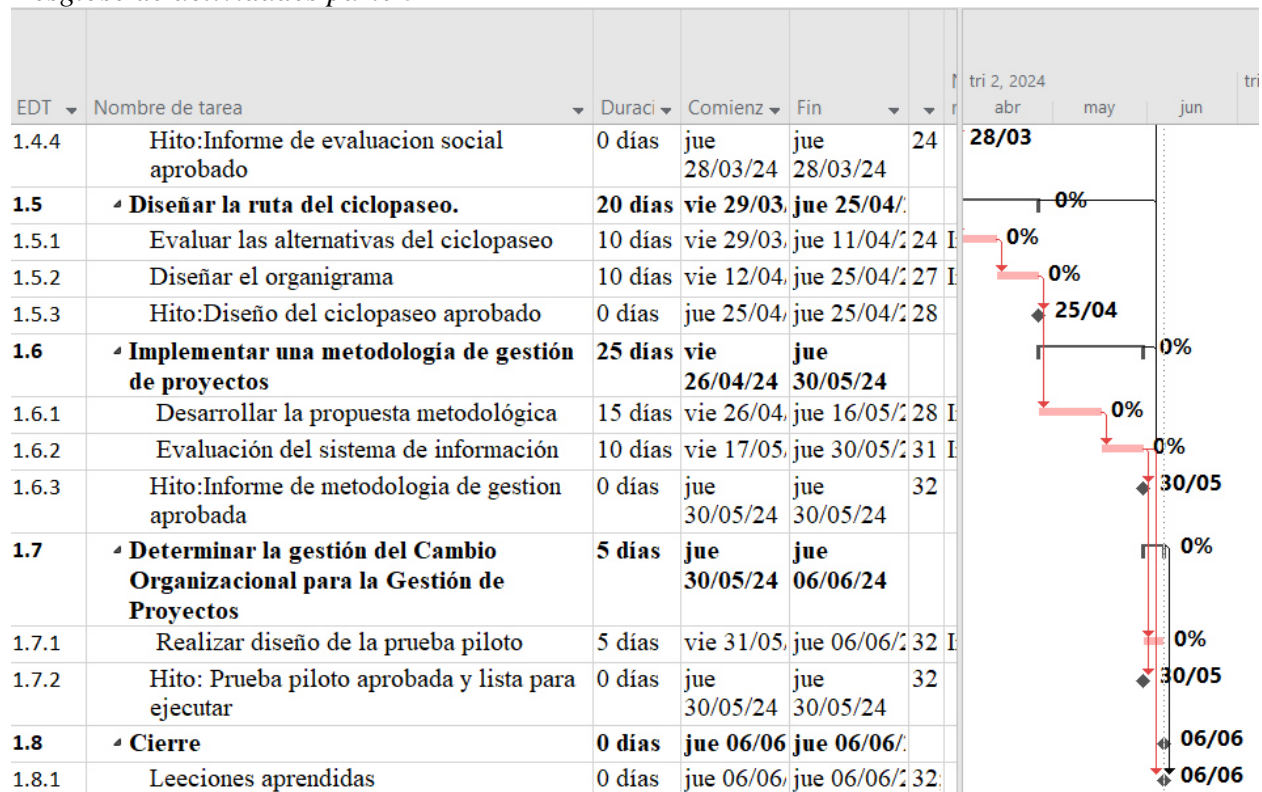 tri 2, 2024 tri
EDT Nombre de tarea Duraci Comienz Fin abr may jun
1.4.4 Hito:Informe de evaluacion social 0 días jue jue 24 28/03
aprobado 28/03/24 28/03/24
1.5 Diseñar la ruta del ciclopaseo. 20 días vie 29/03/ jue 25/04/ 0%
1.5.1 Evaluar las alternativas del ciclopaseo 10 días vie 29/03/ jue 11/04/2 24 I 0%
1.5.2 Diseñar el organigrama 10 días vie 12/04/ jue 25/04/2 27 I 0%
1.5.3 Hito:Diseño del ciclopaseo aprobado 0 días jue 25/04/ jue 25/04/2 28 25/04
1.6 Implementar una metodología de gestión 25 días vie jue 0%
de proyectos 26/04/24 30/05/24
1.6.1 Desarrollar la propuesta metodológica 15 días vie 26/04/ jue 16/05/2 28 I 0%
1.6.2 Evaluación del sistema de información 10 días vie 17/05/ jue 30/05/2 31 I 0%
1.6.3 Hito:Informe de metodologia de gestion 0 días jue jue 32 30/05
aprobada 30/05/24 30/05/24
1.7 Determinar la gestión del Cambio 5 días jue jue 0%
Organizacional para la Gestión de 30/05/24 06/06/24
Proyectos
1.7.1 Realizar diseño de la prueba piloto 5 días vie 31/05/ jue 06/06/2 32 I 0%
1.7.2 Hito: Prueba piloto aprobada y lista para 0 días jue jue 32 30/05
ejecutar 30/05/24 30/05/24
1.8 Cierre 0 días jue 06/06 jue 06/06/ 06/06
1.8.1 Leeciones aprendidas 0 días jue 06/06/ jue 06/06/2 32; 06/06